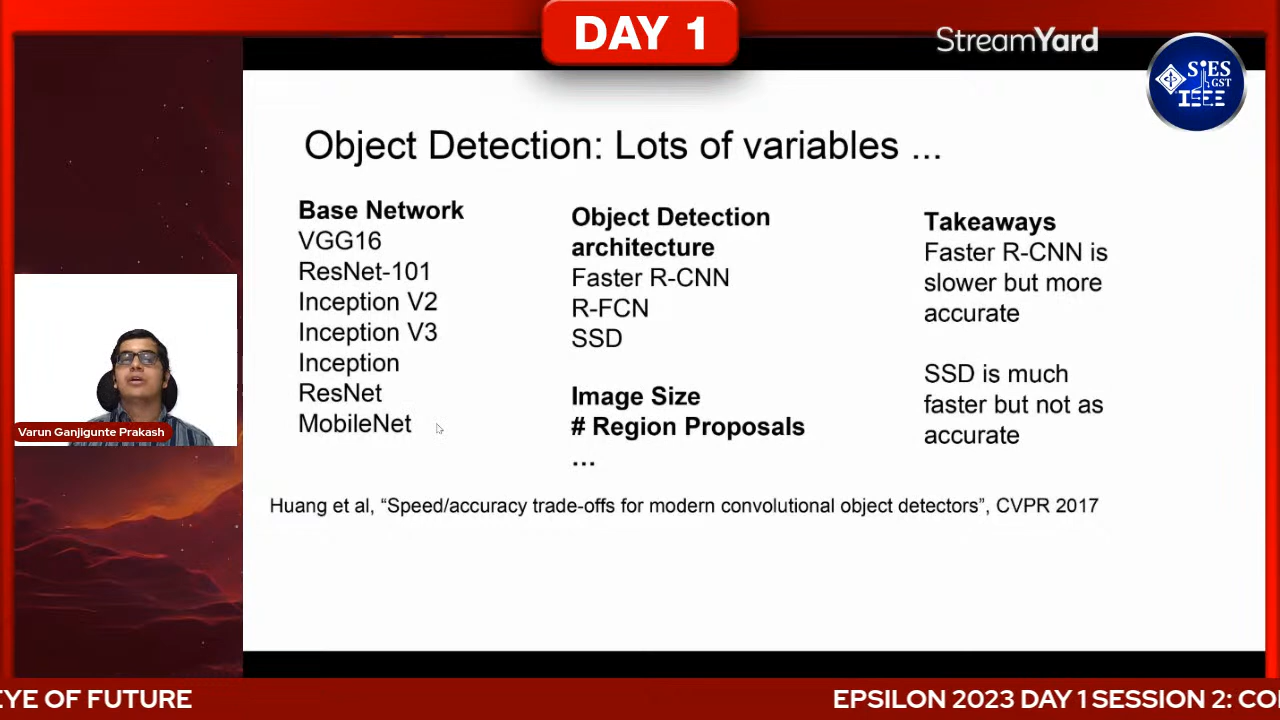 DAY 1
StreamYard
SIES
GST
IEEE
Object Detection: Lots of variables ...
Base Network
VGG16
ResNet-101
Inception V2
Inception V3
Inception
ResNet
MobileNet
Object Detection
architecture
Faster R-CNN
R-FCN
SSD
Image Size
# Region Proposals
...
Takeaways
Faster R-CNN is
slower but more
accurate
SSD is much
faster but not as
accurate
Huang et al, “Speed/accuracy trade-offs for modern convolutional object detectors”, CVPR 2017
Varun Ganjigunte Prakash
EYE OF FUTURE
EPSILON 2023 DAY 1 SESSION 2: CO